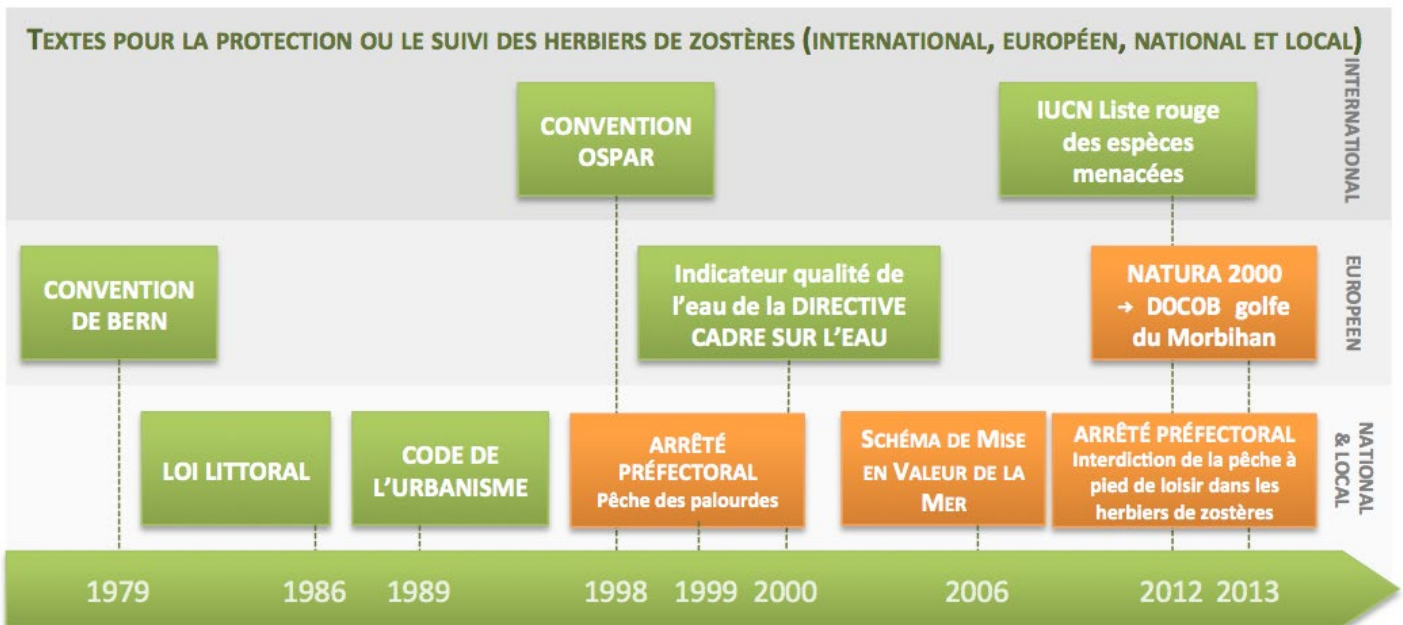 TEXTES POUR LA PROTECTION OU LE SUIVI DES HERBIERS DE ZOSTÈRES (INTERNATIONAL, EUROPÉEN, NATIONAL ET LOCAL)
CONVENTION
OSPAR
IUCN Liste rouge
des espèces
menacées
INTERNATIONAL
CONVENTION
DE BERN
Indicateur qualité de
l'eau de la DIRECTIVE
CADRE SUR L'EAU
NATURA 2000
→ DOCOB golfe
du Morbihan
EUROPEEN
LOI LITTORAL
CODE DE
L'URBANISME
ARRÊTÉ
PRÉFECTORAL
Pêche des palourdes
SCHÉMA DE MISE
EN VALEUR DE LA
MER
ARRÊTÉ PRÉFECTORAL
Interdiction de la pêche à
pied de loisir dans les
herbiers de zostères
NATIONAL
& LOCAL
1979 1986 1989 1998 1999 2000 2006 2012 2013